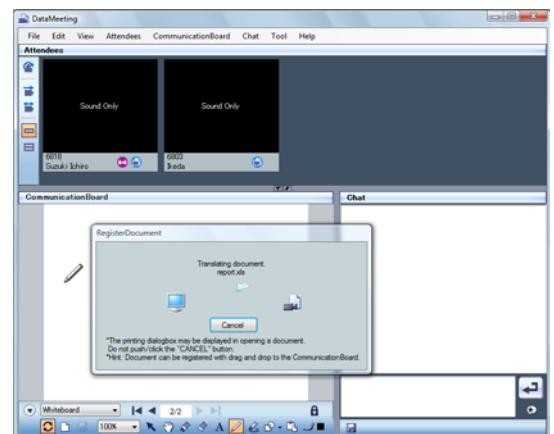 DataMeeting
File Edit View Attendees CommunicationBoard Chat Tool Help
Attendees
Sound Only Sound Only
6818 6803
Suzuki Ichiro Ikeda
CommunicationBoard Chat
RegisterDocument
Translating document.
report.xls
Cancel
*The printing dialogbox may be displayed in opening a document.
Do not push/click the "CANCEL" button.
*Hint: Document can be registered with drag and drop to the CommunicationBoard.
Whiteboard 2/2
100% A